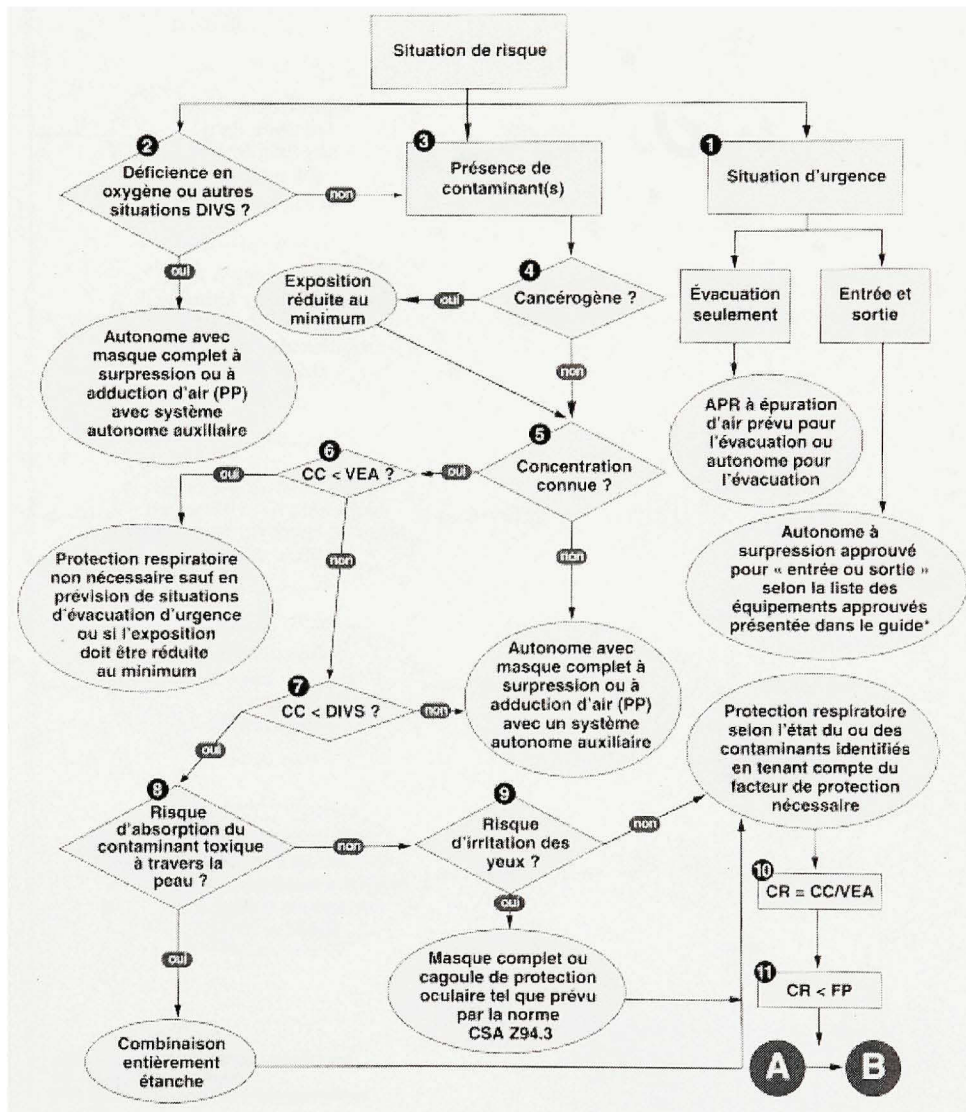 Situation de risque
2
Déficience en
oxygène ou autres
situations DIVS ?
non
oui
Autonome avec
masque complet à
surpression ou à
adduction d'air (PP)
avec système
autonome auxiliaire
3
Présence de
contaminant(s)
1
Situation d'urgence
Évacuation
seulement
Entrée et
sortie
APR à épuration
d'air prévu pour
l'évacuation ou
autonome pour
l'évacuation
Autonome à
surpression approuvé
pour « entrée ou sortie »
selon la liste des
équipements approuvés
présentée dans le guide*
4
Cancérogène ?
oui
Exposition
réduite au
minimum
non
5
Concentration
connue ?
oui
non
6
CC < VEA ?
oui
non
Protection respiratoire
non nécessaire sauf en
prévision de situations
d'évacuation d'urgence
ou si l'exposition
doit être réduite
au minimum
Autonome avec
masque complet à
surpression ou à
adduction d'air (PP)
avec un système
autonome auxiliaire
7
CC < DIVS ?
non
oui
8
Risque
d'absorption du
contaminant toxique
à travers la
peau ?
non
oui
Combinaison
entièrement
étanche
9
Risque
d'irritation des
yeux ?
non
oui
Masque complet ou
cagoule de protection
oculaire tel que prévu
par la norme
CSA Z94.3
Protection respiratoire
selon l'état du ou des
contaminants identifiés
en tenant compte du
facteur de protection
nécessaire
10
CR = CC/VEA
11
CR < FP
A
B